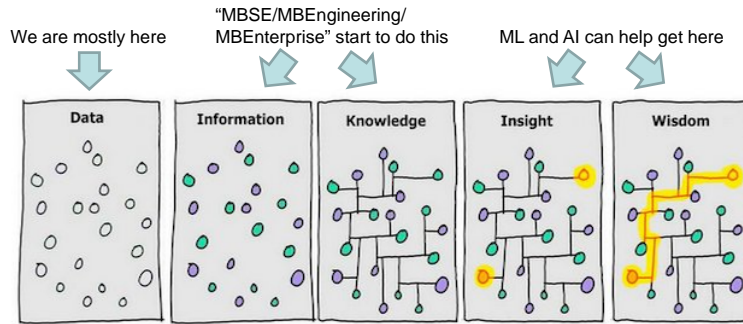 We are mostly here
“MBSE/MBEngineering/
MBEnterprise” start to do this
ML and AI can help get here
Data
Information
Knowledge
Insight
Wisdom